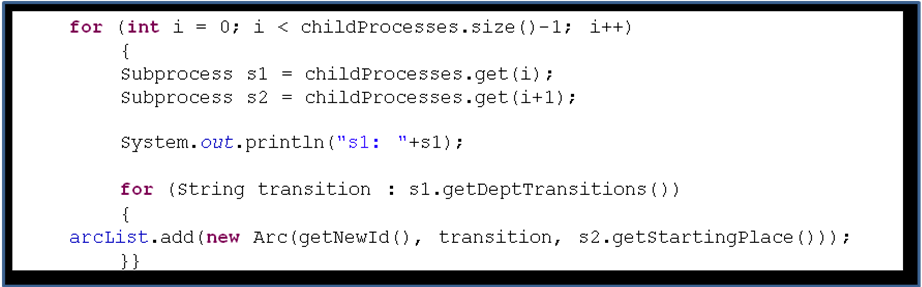 for (int i = 0; i < childProcesses.size()-1; i++)
{
Subprocess s1 = childProcesses.get(i);
Subprocess s2 = childProcesses.get(i+1);
System.out.println("s1: "+s1);
for (String transition : s1.getDeptTransitions())
{
arcList.add(new Arc(getNewId(), transition, s2.getStartingPlace()));
}}